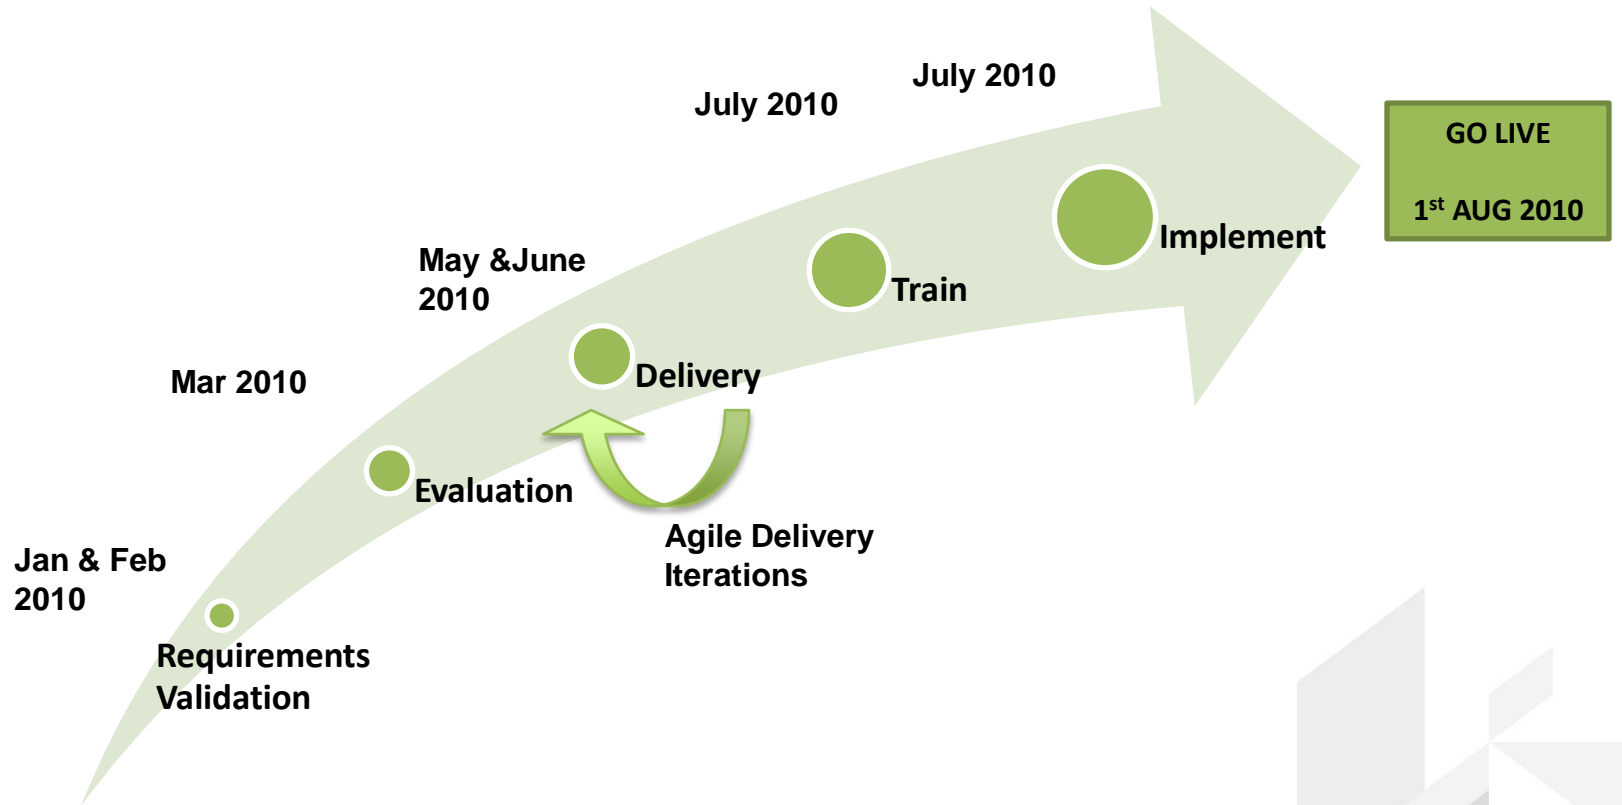 Jan & Feb
2010
Requirements
Validation
Mar 2010
Evaluation
May &June
2010
Delivery
Agile Delivery
Iterations
July 2010
Train
July 2010
Implement
GO LIVE
1st AUG 2010